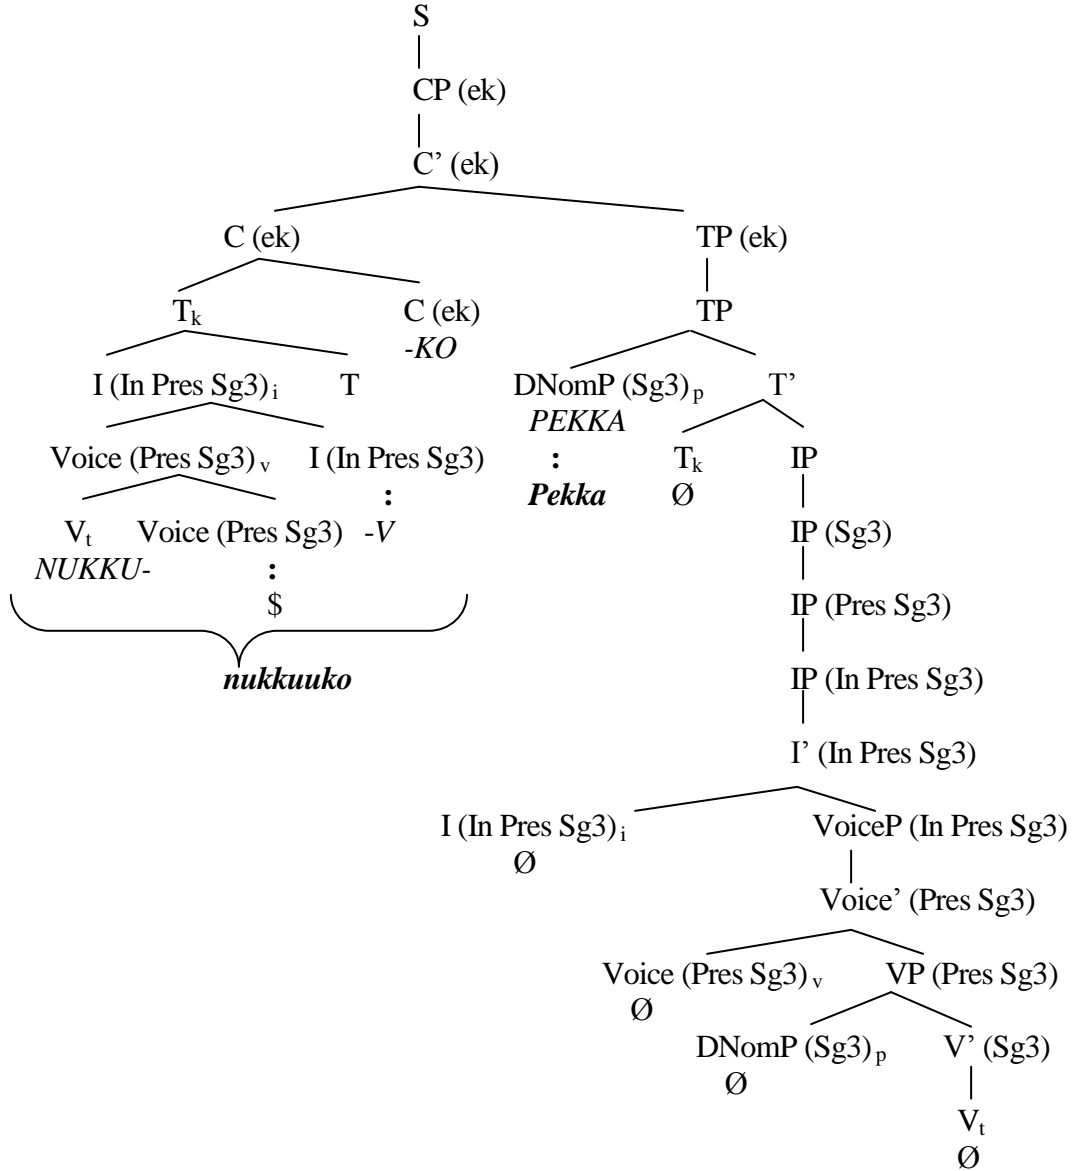 S
CP (ek)
C’ (ek)
C (ek) TP (ek)
Tk C (ek) TP
-KO
I (In Pres Sg3) i T DNomP (Sg3) p T’
PEKKA
Voice (Pres Sg3) v I (In Pres Sg3) : Tk IP
: Pekka Ø
Vt Voice (Pres Sg3) -V IP (Sg3)
NUKKU- :
$ IP (Pres Sg3)
nukkuuko IP (In Pres Sg3)
I’ (In Pres Sg3)
I (In Pres Sg3) i VoiceP (In Pres Sg3)
Ø
Voice’ (Pres Sg3)
Voice (Pres Sg3) v VP (Pres Sg3)
Ø
DNomP (Sg3) p V’ (Sg3)
Ø
Vt
Ø